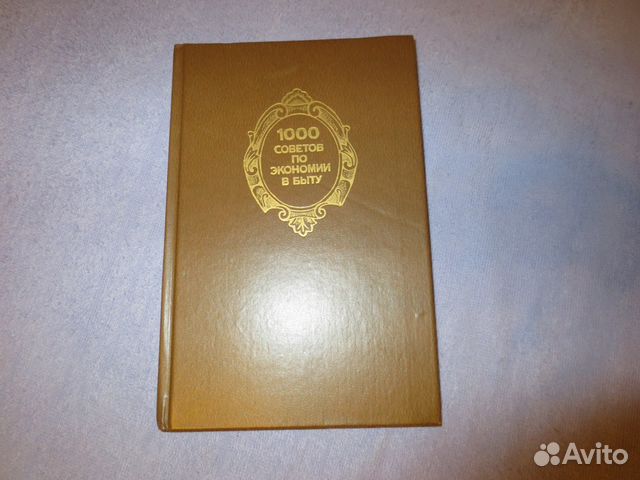 1000
СОВЕТОВ
ПО
ЭКОНОМИИ
В БЫТУ
Avito